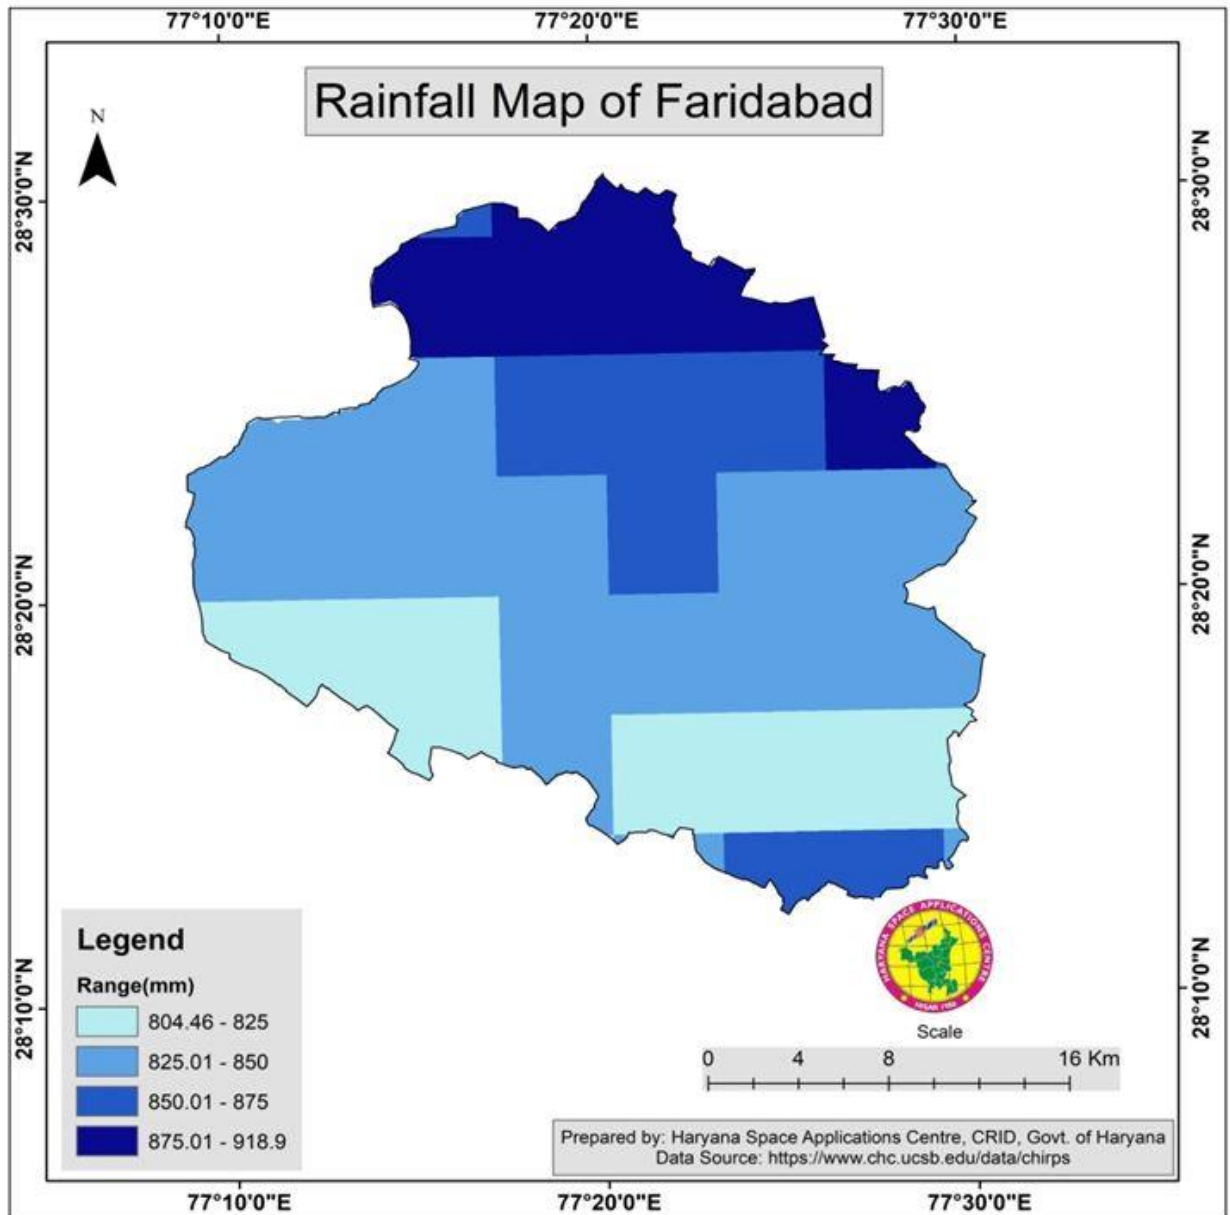 77°10'0"E 77°20'0"E 77°30'0"E
Rainfall Map of Faridabad
N
28°30'0"N 28°30'0"N
28°20'0"N 28°20'0"N
28°10'0"N 28°10'0"N
Legend
Range(mm)
804.46 - 825
825.01 - 850
850.01 - 875
875.01 - 918.9
HARYANA SPACE APPLICATIONS CENTRE
Scale
0 4 8 16 Km
Prepared by: Haryana Space Applications Centre, CRID, Govt. of Haryana
Data Source: https://www.chc.ucsb.edu/data/chirps
77°10'0"E 77°20'0"E 77°30'0"E